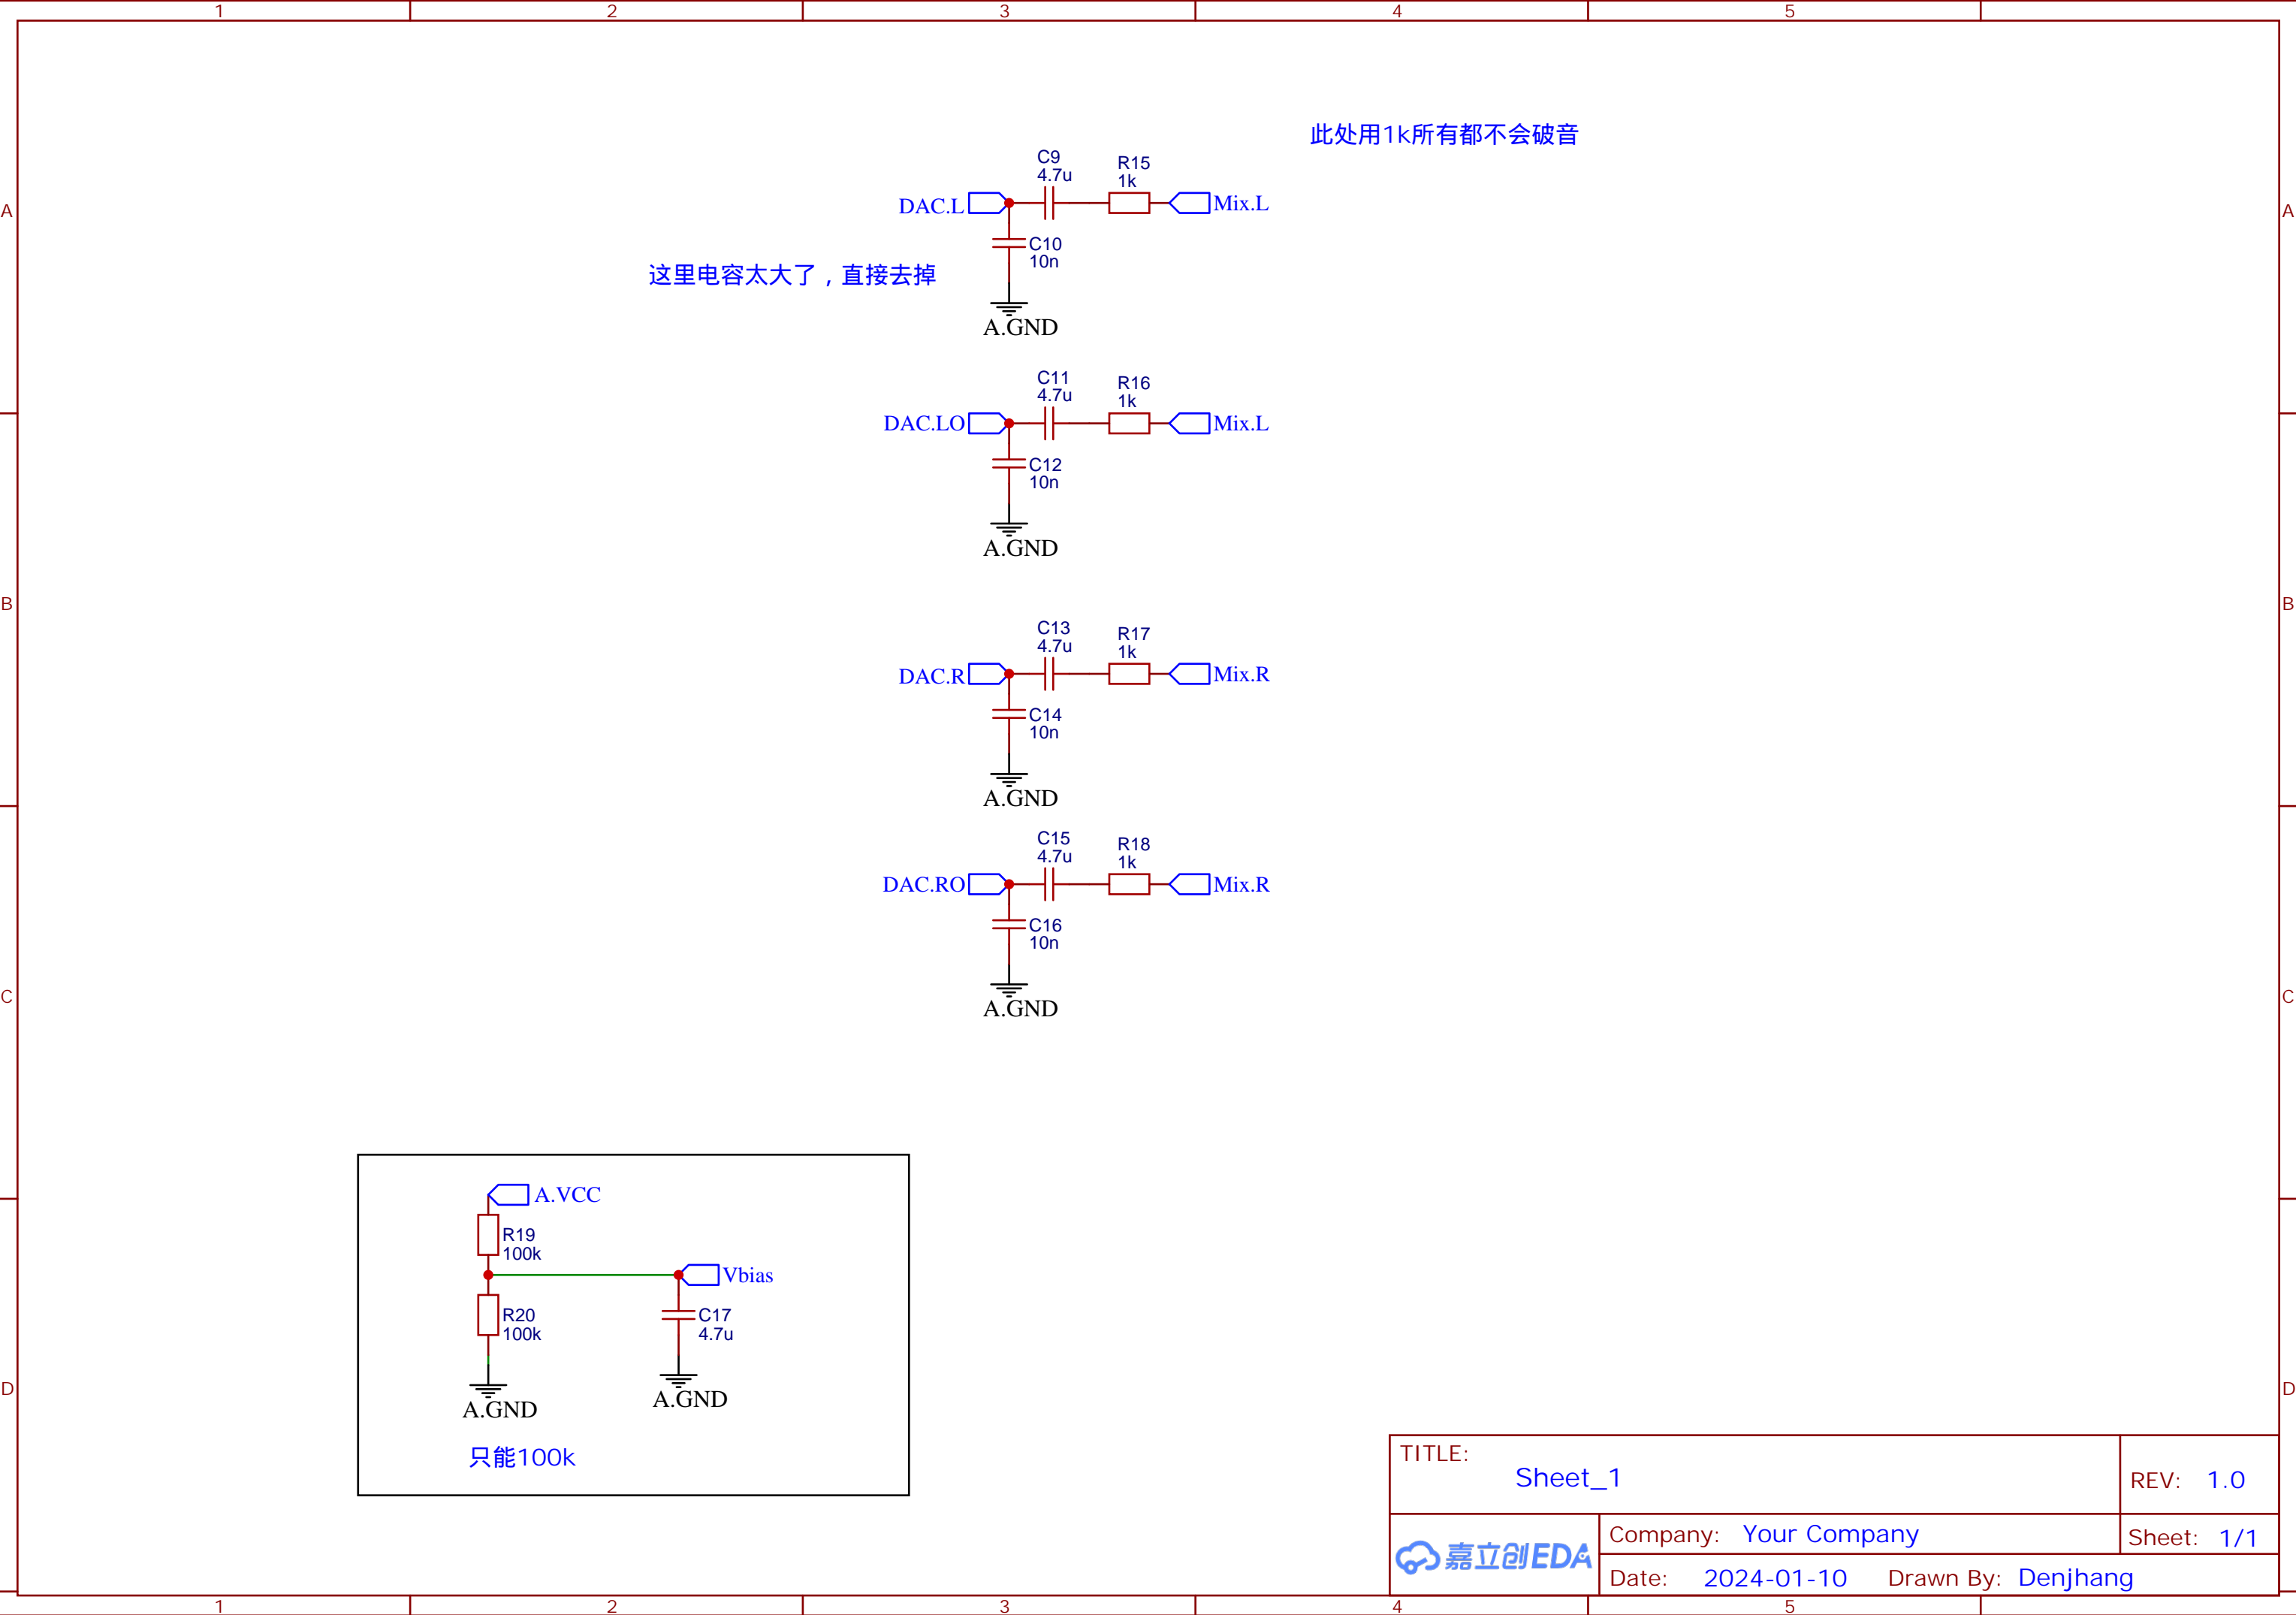 1 2 3 4 5
A
A
B
B
C
C
D
D
此处用1k所有都不会破音
C9
4.7u
R15
1k
DAC.L
Mix.L
C10
10n
这里电容太大了，直接去掉
A.GND
C11
4.7u
R16
1k
DAC.LO
Mix.L
C12
10n
A.GND
C13
4.7u
R17
1k
DAC.R
Mix.R
C14
10n
A.GND
C15
4.7u
R18
1k
DAC.RO
Mix.R
C16
10n
A.GND
A.VCC
R19
100k
Vbias
R20
100k
C17
4.7u
A.GND
A.GND
只能100k
TITLE:
Sheet_1
REV: 1.0
嘉立创EDA
Company: Your Company
Sheet: 1/1
Date: 2024-01-10 Drawn By: Denjhang
1 2 3 4 5